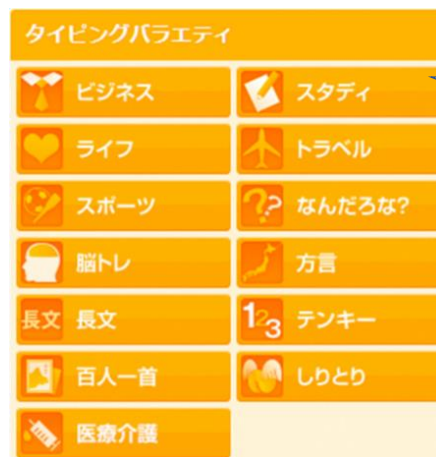 タイピングバラエティ
ビジネス
スタディ
ライフ
トラベル
スポーツ
なんだろな?
脳トレ
方言
長文 長文
123 テンキー
百人一首
しりとり
医療介護